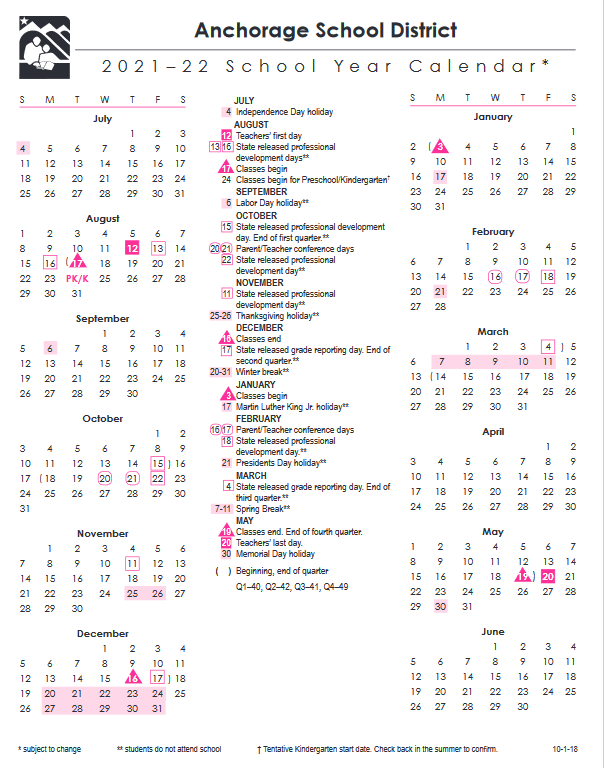 Anchorage School District
2021–22 School Year Calendar*
S M T W T F S
July
1 2 3
4 5 6 7 8 9 10
11 12 13 14 15 16 17
18 19 20 21 22 23 24
25 26 27 28 29 30 31
August
1 2 3 4 5 6 7
8 9 10 11 12 13 14
15 16 (17 18 19 20 21
22 23 PK/K 25 26 27 28
29 30 31
September
1 2 3 4
5 6 7 8 9 10 11
12 13 14 15 16 17 18
19 20 21 22 23 24 25
26 27 28 29 30
October
1 2
3 4 5 6 7 8 9
10 11 12 13 14 15 ) 16
17 (18 19 20 21 22 23
24 25 26 27 28 29 30
31
November
1 2 3 4 5 6
7 8 9 10 11 12 13
14 15 16 17 18 19 20
21 22 23 24 25 26 27
28 29 30
December
1 2 3 4
5 6 7 8 9 10 11
12 13 14 15 16 17 ) 18
19 20 21 22 23 24 25
26 27 28 29 30 31
JULY
4 Independence Day holiday
AUGUST
12 Teachers' first day
13 16 State released professional
development days**
17 Classes begin
24 Classes begin for Preschool/Kindergarten†
SEPTEMBER
6 Labor Day holiday**
OCTOBER
15 State released professional development
day. End of first quarter.**
20 21 Parent/Teacher conference days
22 State released professional
development day**
NOVEMBER
11 State released professional
development day**
25-26 Thanksgiving holiday**
DECEMBER
16 Classes end
17 State released grade reporting day. End of
second quarter.**
20-31 Winter break**
JANUARY
3 Classes begin
17 Martin Luther King Jr. holiday**
FEBRUARY
16 17 Parent/Teacher conference days
18 State released professional
development day.**
21 Presidents Day holiday**
MARCH
4 State released grade reporting day. End of
third quarter.**
7-11 Spring Break**
MAY
19 Classes end. End of fourth quarter.
20 Teachers' last day.
30 Memorial Day holiday
( ) Beginning, end of quarter
Q1–40, Q2–42, Q3–41, Q4–49
S M T W T F S
January
1
2 (3 4 5 6 7 8
9 10 11 12 13 14 15
16 17 18 19 20 21 22
23 24 25 26 27 28 29
30 31
February
1 2 3 4 5
6 7 8 9 10 11 12
13 14 15 16 17 18 19
20 21 22 23 24 25 26
27 28
March
1 2 3 4 ) 5
6 7 8 9 10 11 12
13 (14 15 16 17 18 19
20 21 22 23 24 25 26
27 28 29 30 31
April
1 2
3 4 5 6 7 8 9
10 11 12 13 14 15 16
17 18 19 20 21 22 23
24 25 26 27 28 29 30
May
1 2 3 4 5 6 7
8 9 10 11 12 13 14
15 16 17 18 19) 20 21
22 23 24 25 26 27 28
29 30 31
June
1 2 3 4
5 6 7 8 9 10 11
12 13 14 15 16 17 18
19 20 21 22 23 24 25
26 27 28 29 30
* subject to change ** students do not attend school † Tentative Kindergarten start date. Check back in the summer to confirm. 10-1-18